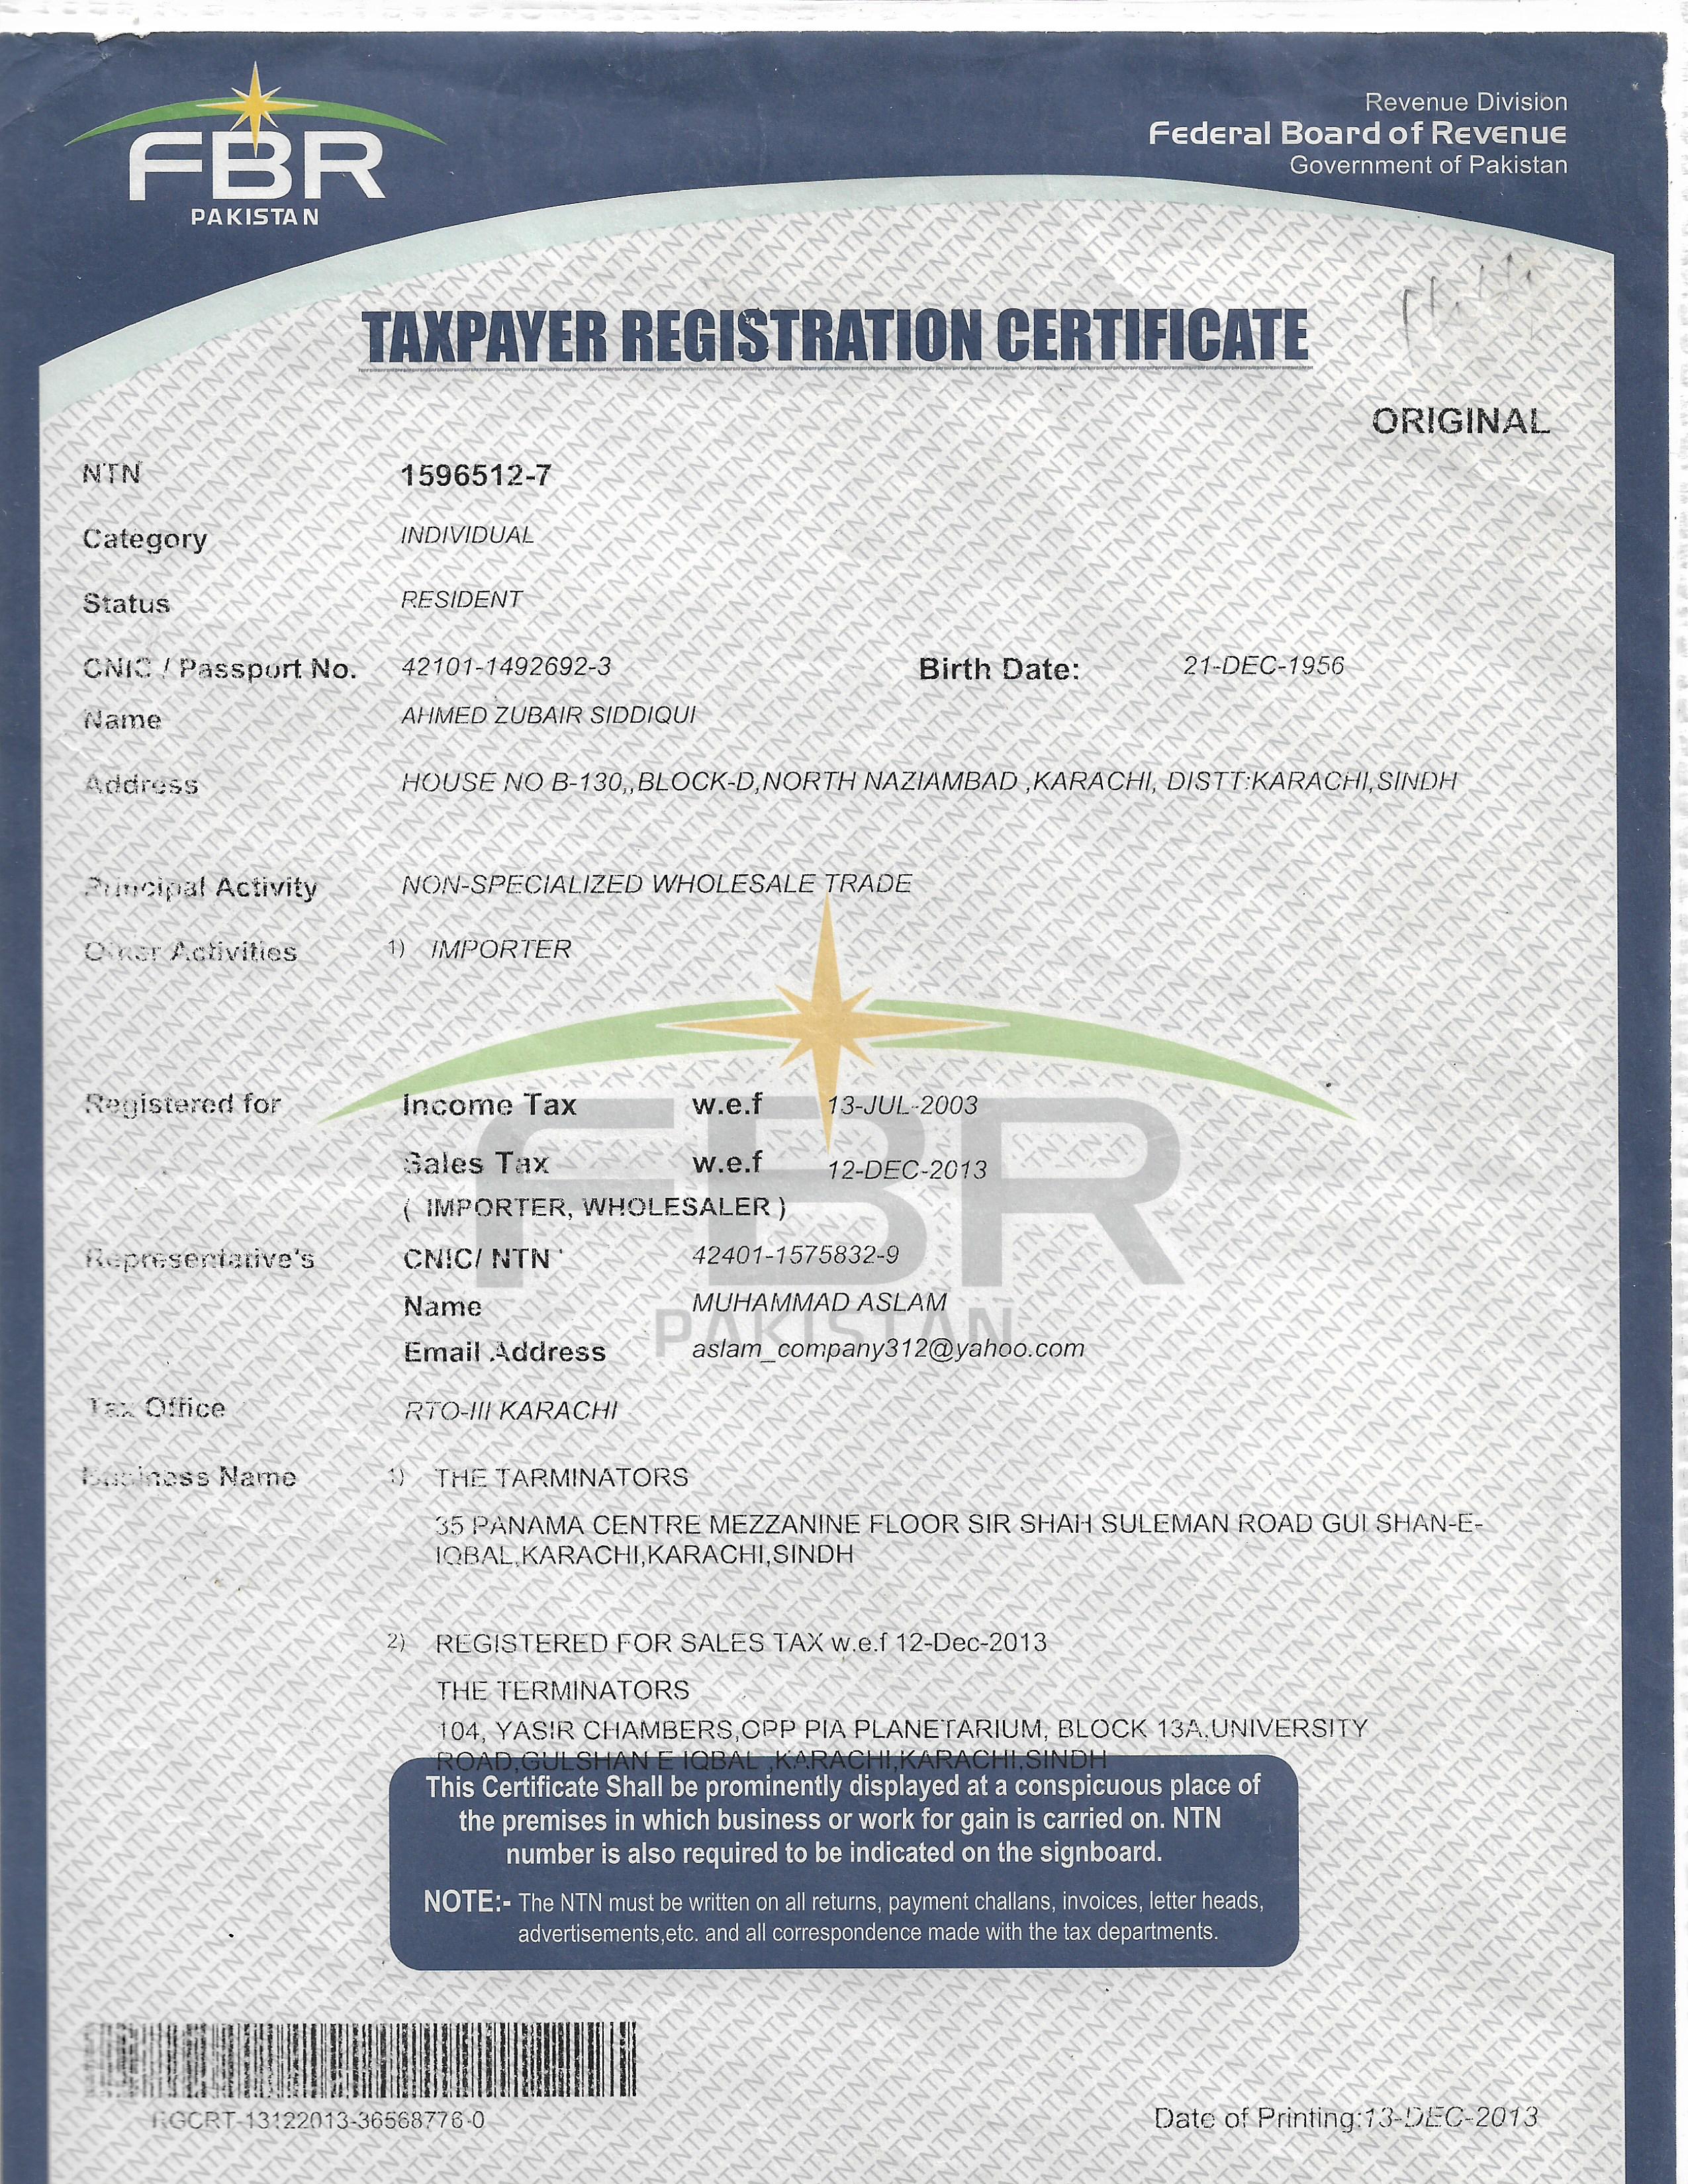 FBR
PAKISTAN
Revenue Division
Federal Board of Revenue
Government of Pakistan
TAXPAYER REGISTRATION CERTIFICATE
ORIGINAL
NTN 1596512-7
Category INDIVIDUAL
Status RESIDENT
CNIC / Passport No. 42101-1492692-3 Birth Date: 21-DEC-1956
Name AHMED ZUBAIR SIDDIQUI
Address HOUSE NO B-130,,BLOCK-D,NORTH NAZIAMBAD ,KARACHI, DISTT:KARACHI,SINDH
Principal Activity NON-SPECIALIZED WHOLESALE TRADE
Other Activities 1) IMPORTER
Registered for Income Tax w.e.f 13-JUL-2003
Sales Tax w.e.f 12-DEC-2013
( IMPORTER, WHOLESALER )
Representative's CNIC/ NTN 42401-1575832-9
Name MUHAMMAD ASLAM
Email Address aslam_company312@yahoo.com
FBR
PAKISTAN
Tax Office RTO-III KARACHI
Business Name 1) THE TARMINATORS
35 PANAMA CENTRE MEZZANINE FLOOR SIR SHAH SULEMAN ROAD GULSHAN-E-
IQBAL,KARACHI,KARACHI,SINDH
2) REGISTERED FOR SALES TAX w.e.f 12-Dec-2013
THE TERMINATORS
104, YASIR CHAMBERS,OPP PIA PLANETARIUM, BLOCK 13A,UNIVERSITY
ROAD,GULSHAN E IQBAL ,KARACHI,KARACHI,SINDH
This Certificate Shall be prominently displayed at a conspicuous place of
the premises in which business or work for gain is carried on. NTN
number is also required to be indicated on the signboard.
NOTE:- The NTN must be written on all returns, payment challans, invoices, letter heads,
advertisements,etc. and all correspondence made with the tax departments.
RGCRT-13122013-36568776-0
Date of Printing:13-DEC-2013